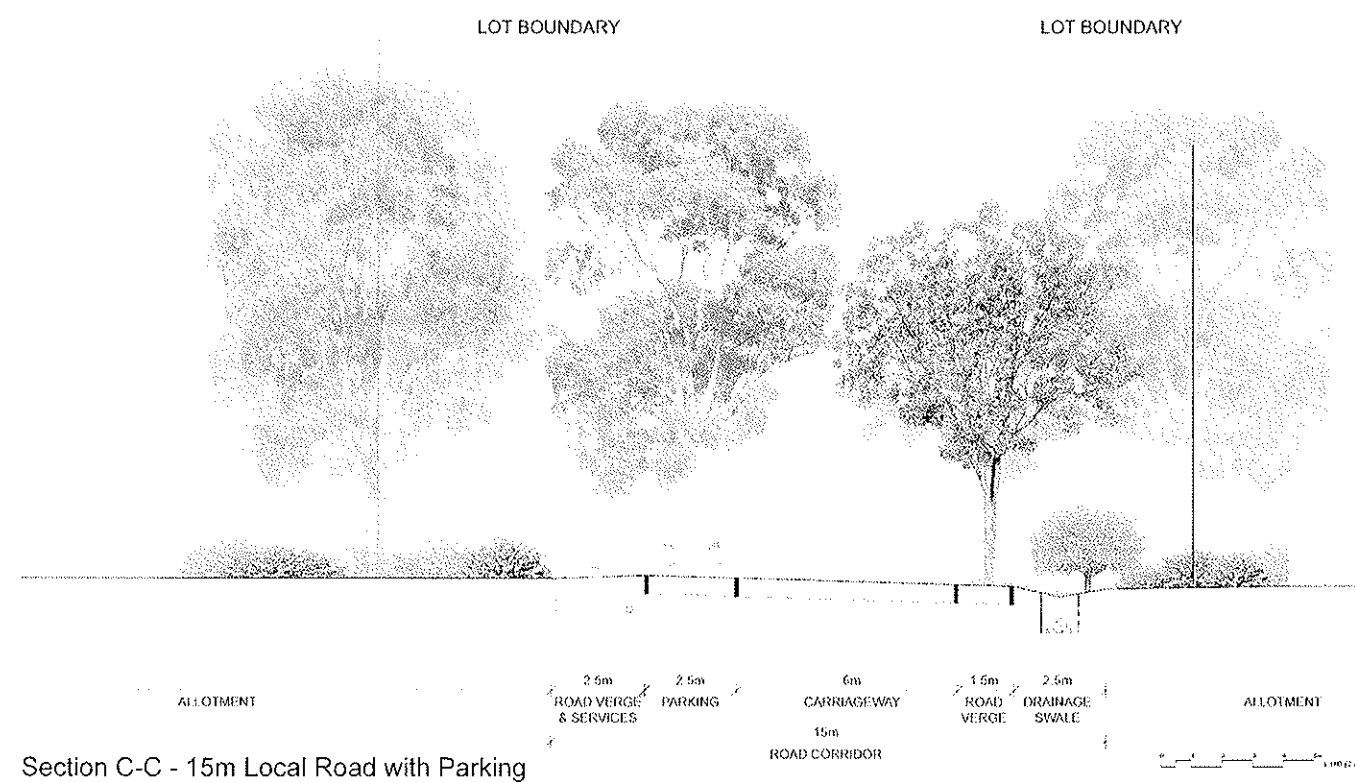 LOT BOUNDARY
LOT BOUNDARY
2.5m
2.5m
6m
1.5m
2.5m
ALLOTMENT
ROAD VERGE
& SERVICES
PARKING
CARRIAGEWAY
ROAD
VERGE
DRAINAGE
SWALE
ALLOTMENT
15m
ROAD CORRIDOR
Section C-C - 15m Local Road with Parking